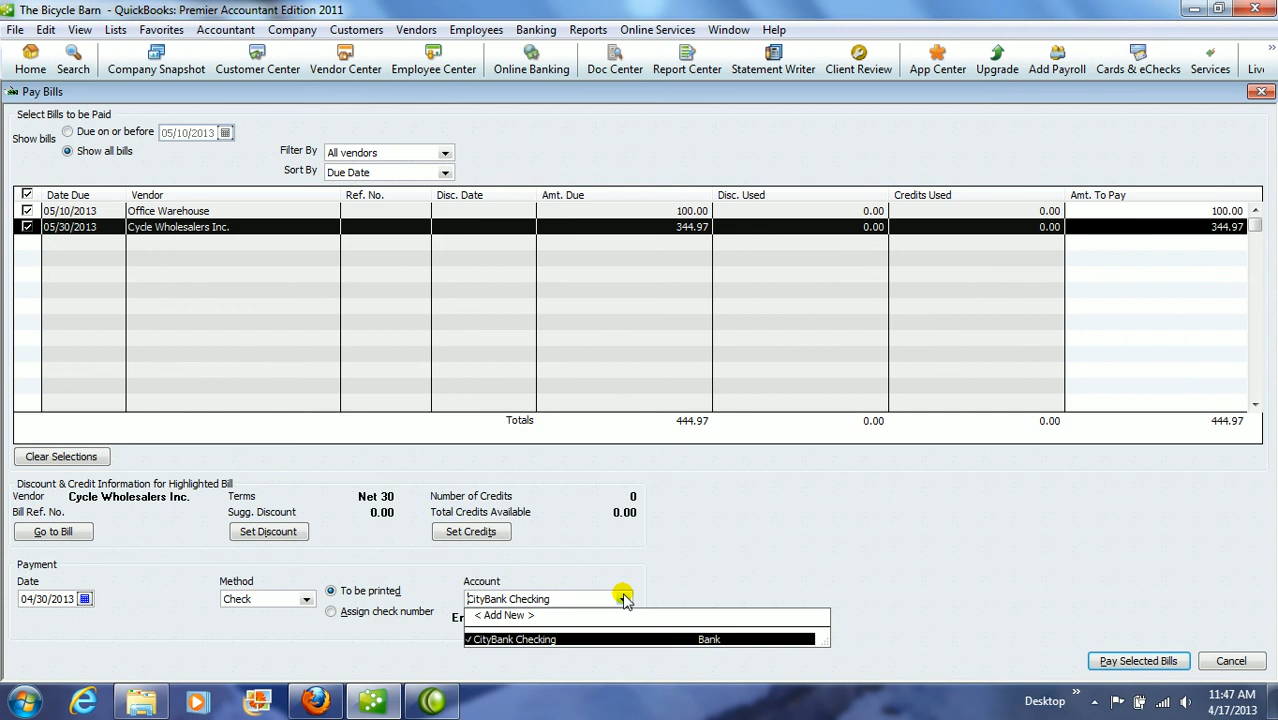 The Bicycle Barn - QuickBooks: Premier Accountant Edition 2011
File Edit View Lists Favorites Accountant Company Customers Vendors Employees Banking Reports Online Services Window Help
Home Search Company Snapshot Customer Center Vendor Center Employee Center Online Banking Doc Center Report Center Statement Writer Client Review App Center Upgrade Add Payroll Cards & eChecks Services Liv
Pay Bills
Select Bills to be Paid
Show bills Due on or before 05/10/2013
Show all bills
Filter By All vendors
Sort By Due Date
Date Due Vendor Ref. No. Disc. Date Amt. Due Disc. Used Credits Used Amt. To Pay
05/10/2013 Office Warehouse 100.00 0.00 0.00 100.00
05/30/2013 Cycle Wholesalers Inc. 344.97 0.00 0.00 344.97
Totals 444.97 0.00 0.00 444.97
Clear Selections
Discount & Credit Information for Highlighted Bill
Vendor Cycle Wholesalers Inc. Terms Net 30 Number of Credits 0
Bill Ref. No. Sugg. Discount 0.00 Total Credits Available 0.00
Go to Bill Set Discount Set Credits
Payment
Date Method To be printed Account
04/30/2013 Check CityBank Checking
Assign check number En
< Add New >
CityBank Checking Bank
Pay Selected Bills Cancel
Desktop » 11:47 AM
4/17/2013